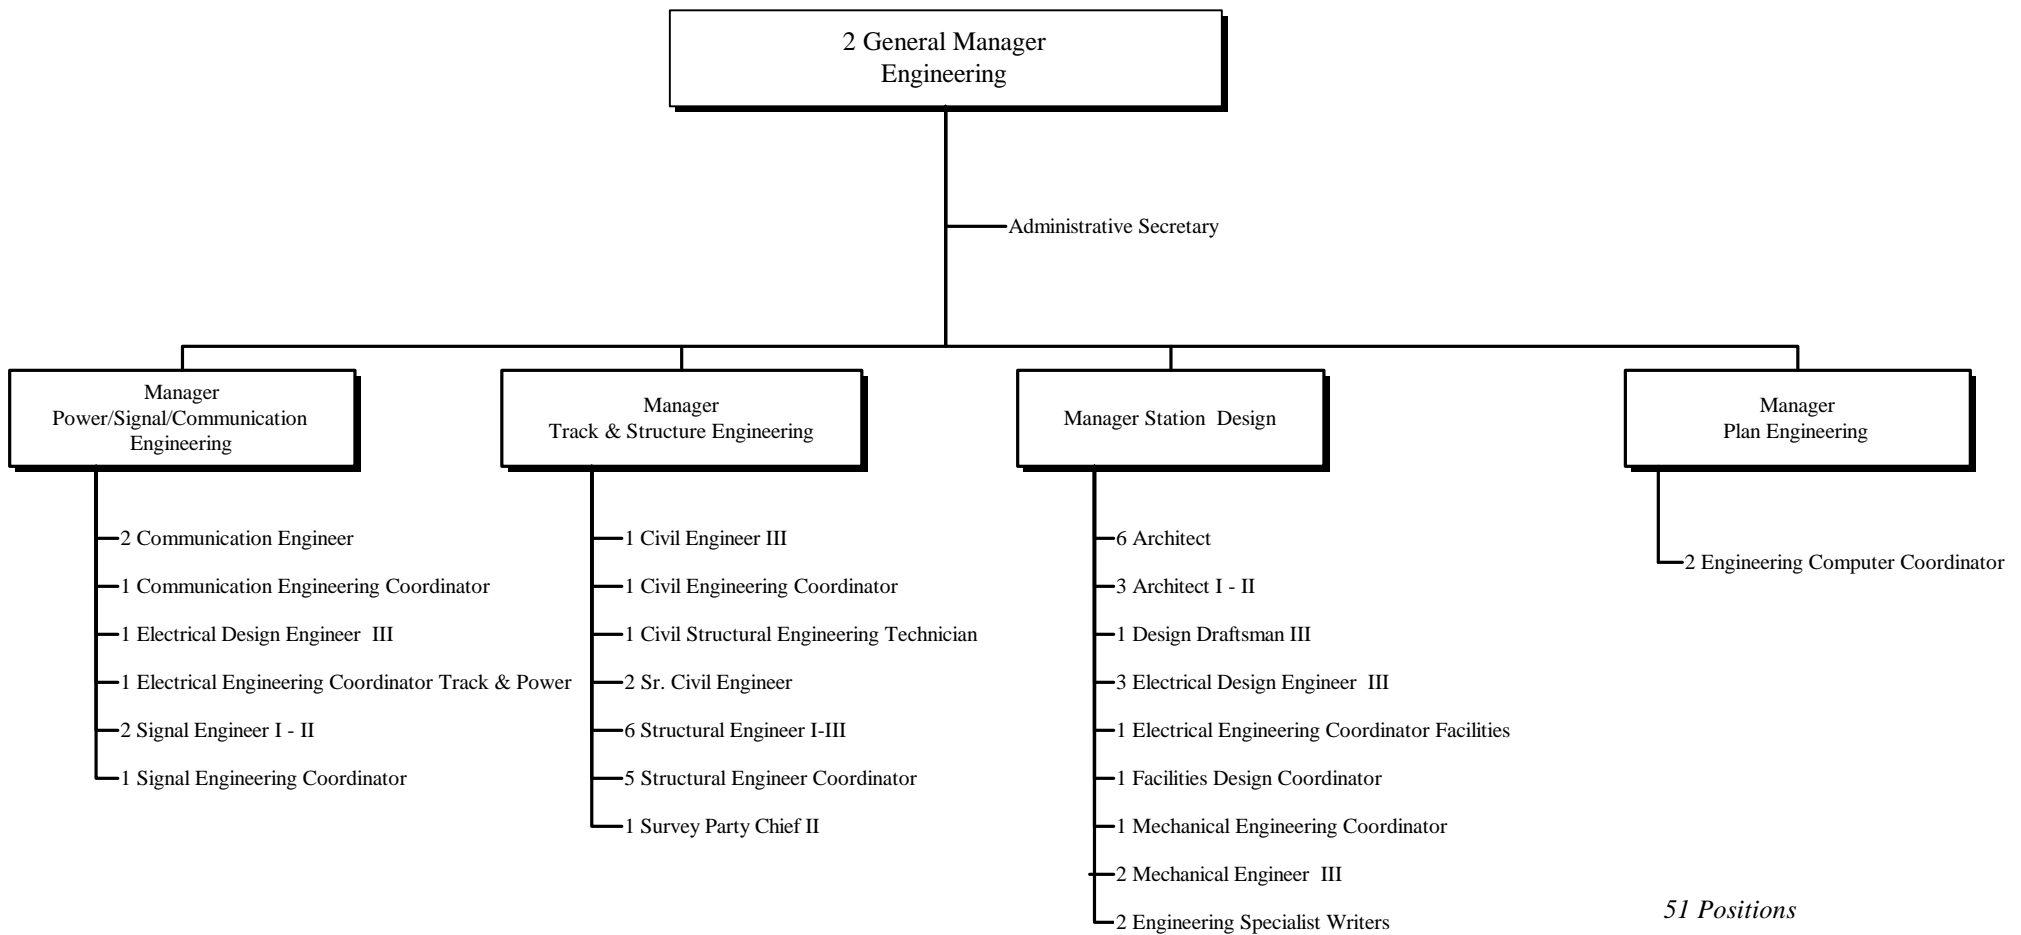 2 General Manager
Engineering
Administrative Secretary
Manager
Power/Signal/Communication
Engineering
2 Communication Engineer
1 Communication Engineering Coordinator
1 Electrical Design Engineer III
1 Electrical Engineering Coordinator Track & Power
2 Signal Engineer I - II
1 Signal Engineering Coordinator
Manager
Track & Structure Engineering
1 Civil Engineer III
1 Civil Engineering Coordinator
1 Civil Structural Engineering Technician
2 Sr. Civil Engineer
6 Structural Engineer I-III
5 Structural Engineer Coordinator
1 Survey Party Chief II
Manager Station Design
6 Architect
3 Architect I - II
1 Design Draftsman III
3 Electrical Design Engineer III
1 Electrical Engineering Coordinator Facilities
1 Facilities Design Coordinator
1 Mechanical Engineering Coordinator
2 Mechanical Engineer III
2 Engineering Specialist Writers
Manager
Plan Engineering
2 Engineering Computer Coordinator
51 Positions